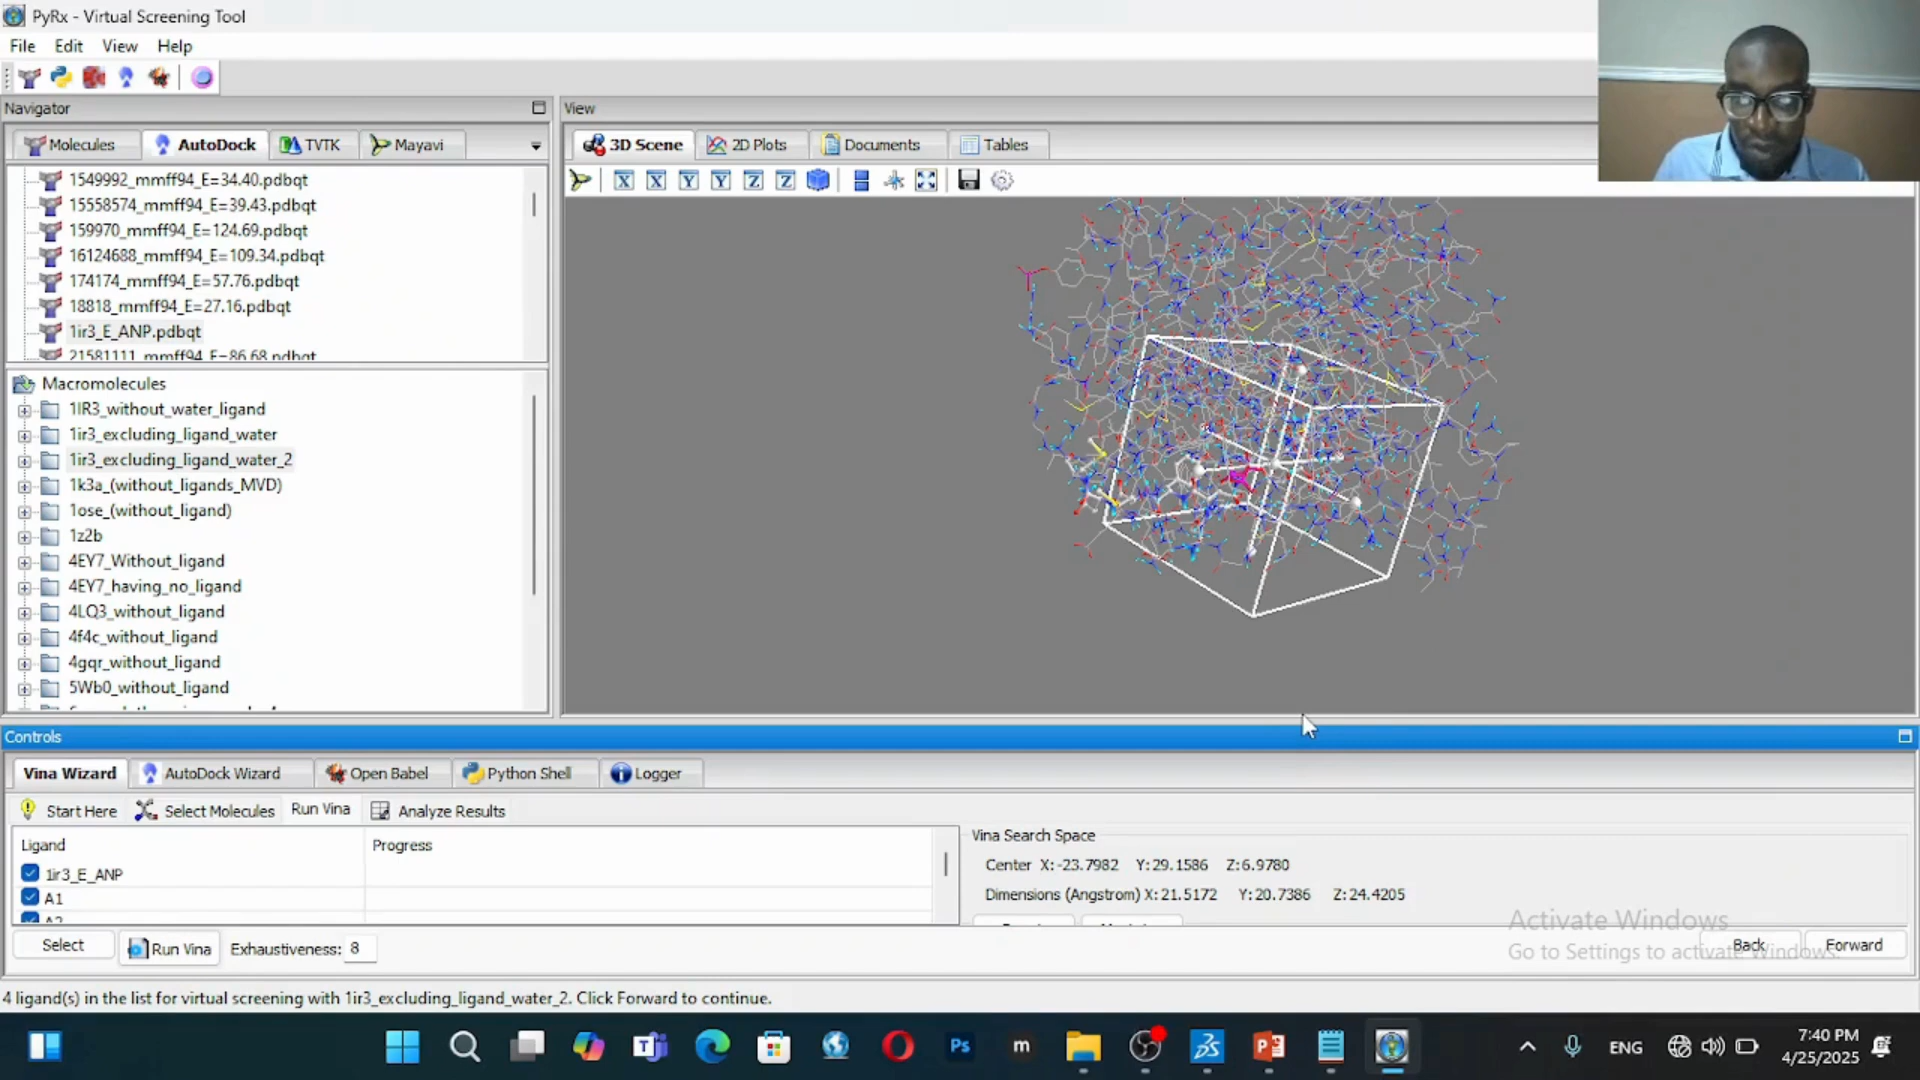 PyRx - Virtual Screening Tool
File Edit View Help
Navigator
View
Molecules AutoDock TVTK Mayavi
3D Scene 2D Plots Documents Tables
X X Y Y Z Z
1549992_mmff94_E=34.40.pdbqt
15558574_mmff94_E=39.43.pdbqt
159970_mmff94_E=124.69.pdbqt
16124688_mmff94_E=109.34.pdbqt
174174_mmff94_E=57.76.pdbqt
18818_mmff94_E=27.16.pdbqt
1ir3_E_ANP.pdbqt
21581111_mmff94_E=86.68.pdbqt
Macromolecules
1IR3_without_water_ligand
1ir3_excluding_ligand_water
1ir3_excluding_ligand_water_2
1k3a_(without_ligands_MVD)
1ose_(without_ligand)
1z2b
4EY7_Without_ligand
4EY7_having_no_ligand
4LQ3_without_ligand
4f4c_without_ligand
4gqr_without_ligand
5Wb0_without_ligand
Controls
Vina Wizard AutoDock Wizard Open Babel Python Shell Logger
Start Here Select Molecules Run Vina Analyze Results
Ligand Progress
1ir3_E_ANP
A1
A2
Vina Search Space
Center X:-23.7982 Y:29.1586 Z:6.9780
Dimensions (Angstrom) X:21.5172 Y:20.7386 Z:24.4205
Select Run Vina Exhaustiveness: 8
Back Forward
Activate Windows
Go to Settings to activate Windows.
4 ligand(s) in the list for virtual screening with 1ir3_excluding_ligand_water_2. Click Forward to continue.
Ps m ENG
7:40 PM
4/25/2025